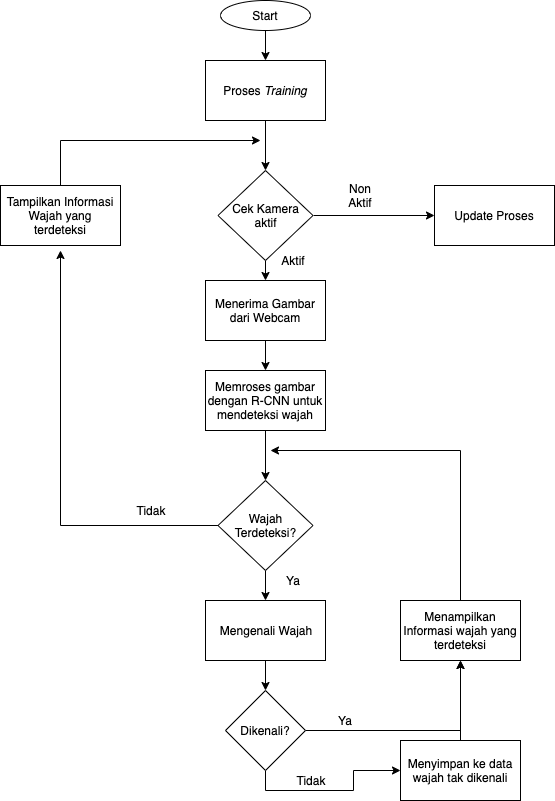 Start
Proses Training
Tampilkan Informasi
Wajah yang
terdeteksi
Cek Kamera
aktif
Non
Aktif
Update Proses
Aktif
Menerima Gambar
dari Webcam
Memroses gambar
dengan R-CNN untuk
mendeteksi wajah
Tidak
Wajah
Terdeteksi?
Ya
Mengenali Wajah
Menampilkan
Informasi wajah yang
terdeteksi
Dikenali?
Ya
Tidak
Menyimpan ke data
wajah tak dikenali